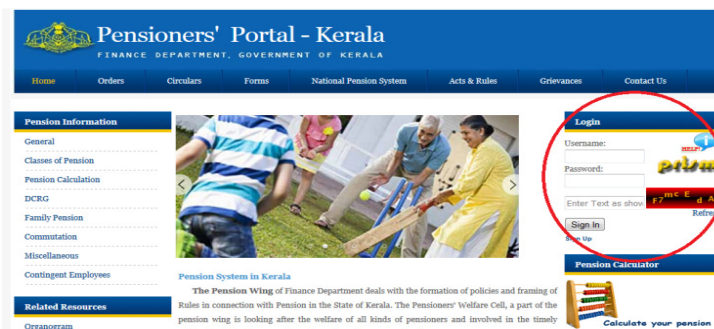 Pensioners' Portal - Kerala
FINANCE DEPARTMENT, GOVERNMENT OF KERALA
Home Orders Circulars Forms National Pension System Acts & Rules Grievances Contact Us
Pension Information
General
Classes of Pension
Pension Calculation
DCRG
Family Pension
Commutation
Miscellaneous
Contingent Employees
Related Resources
Organogram
Pension System in Kerala
The Pension Wing of Finance Department deals with the formation of policies and framing of
Rules in connection with Pension in the State of Kerala. The Pensioners' Welfare Cell, a part of the
pension wing is looking after the welfare of all kinds of pensioners and involved in the timely
Login
Username:
HELP!
Password:
Enter Text as show
F7mc E d A
Refre
Sign In
Sign Up
Pension Calculator
Calculate your pension